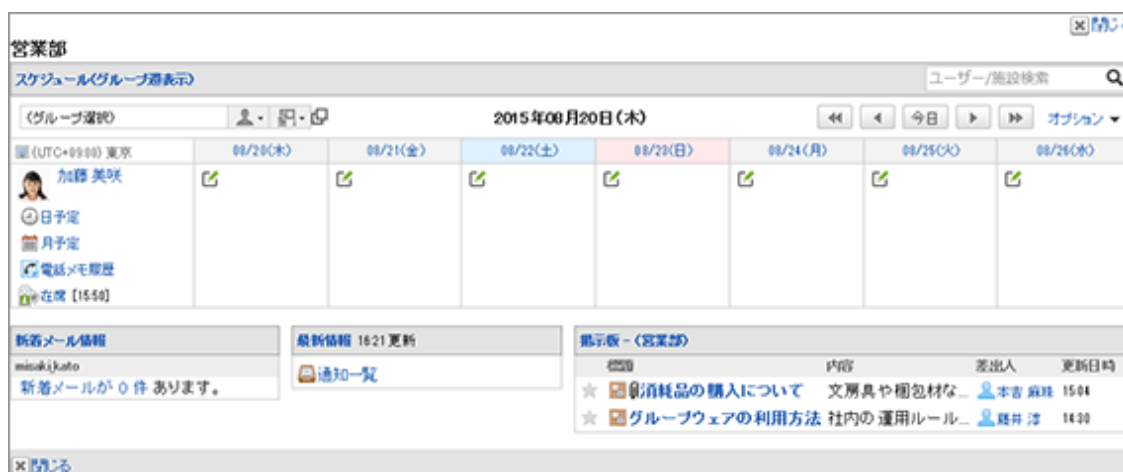 閉じ
営業部
スケジュール(グループ週表示)
ユーザー/施設検索
(グループ選択)
2015年08月20日(木)
今日
オプション
(UTC+09:00) 東京
08/20(木)
08/21(金)
08/22(土)
08/23(日)
08/24(月)
08/25(火)
08/26(水)
加藤 美咲
日予定
月予定
電話メモ履歴
在席 [15:50]
新着メール情報
misaki,kato
新着メールが 0 件 あります。
最新情報 16:21 更新
通知一覧
掲示板 - (営業部)
標題 内容 差出人 更新日時
消耗品の購入について 文房具や梱包材な... 本吉 麻 15:04
グループウェアの利用方法 社内の運用ルール... 藤井 淳 14:30
閉じる